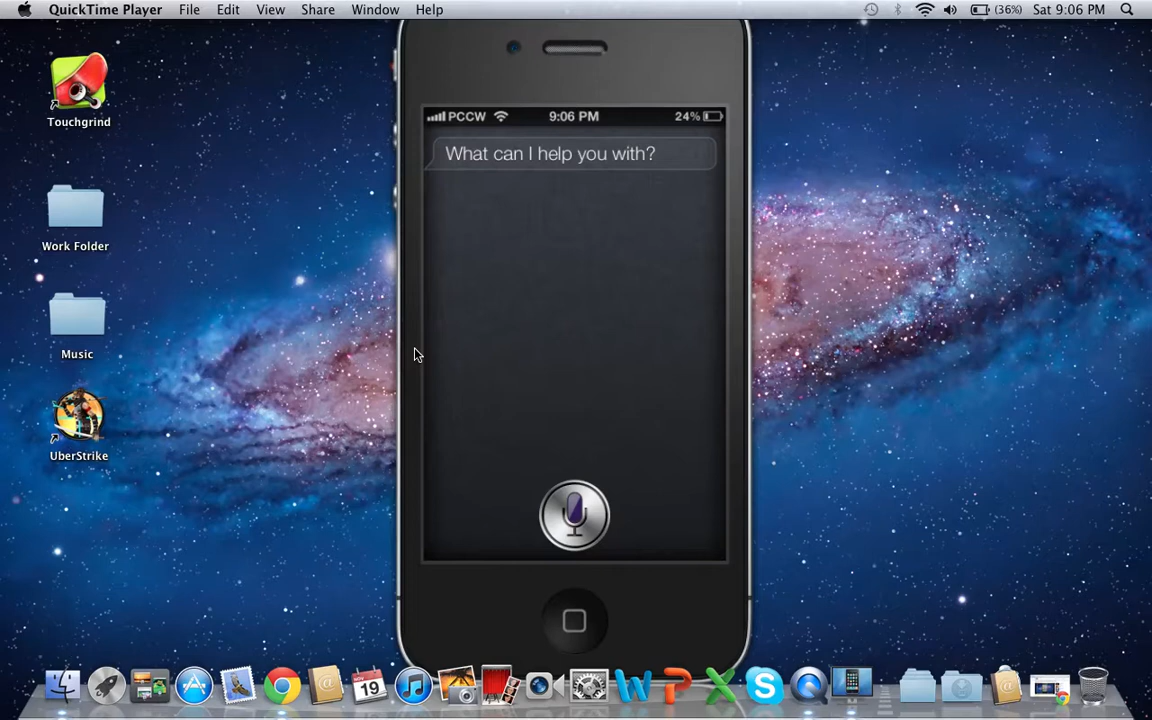 QuickTime Player File Edit View Share Window Help (36%) Sat 9:06 PM
Touchgrind
Work Folder
Music
UberStrike
PCCW 9:06 PM 24%
What can I help you with?
NOV
19